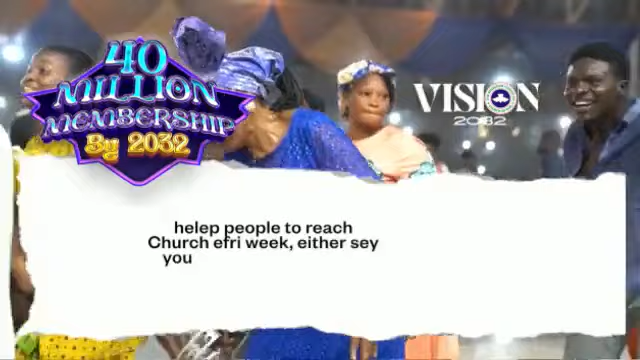 40
MILLION
MEMBERSHIP
By 2032
VISION
2032
helep people to reach
Church efri week, either sey
you